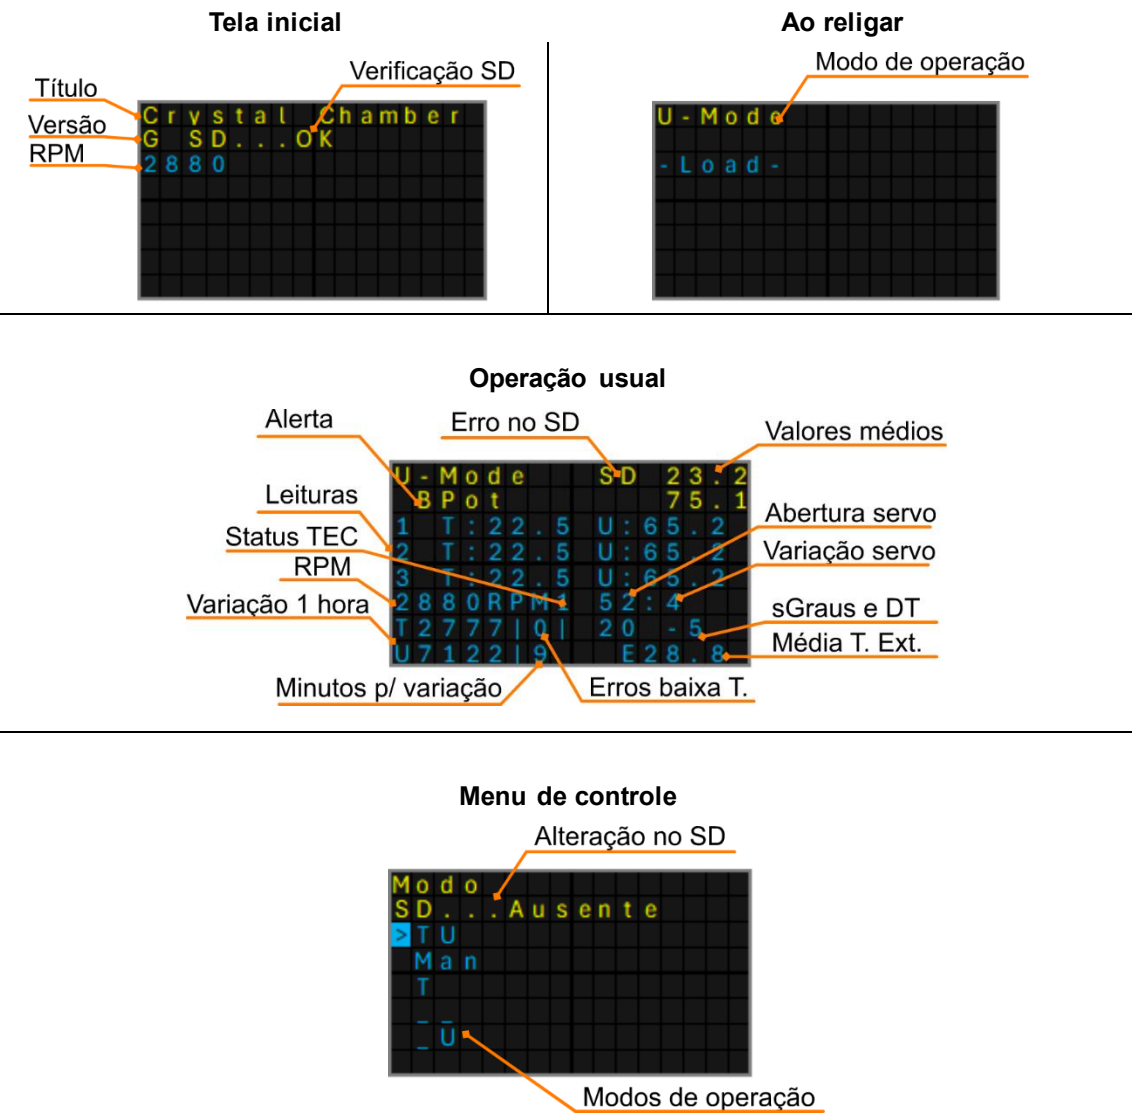 Tela inicial
Ao religar
Verificação SD
Modo de operação
Título
Versão
RPM
Crystal Chamber
G SD...OK
2880
U-Mode
-Load-
Operação usual
Alerta
Erro no SD
Valores médios
Leituras
Status TEC
RPM
Variação 1 hora
U-Mode SD 23.2
BPot 75.1
1 T:22.5 U:65.2
2 T:22.5 U:65.2
3 T:22.5 U:65.2
2880RPM1 52:4
T2777|0| 20 -5
U7122|9 E28.8
Abertura servo
Variação servo
sGraus e DT
Média T. Ext.
Minutos p/ variação
Erros baixa T.
Menu de controle
Alteração no SD
Modo
SD...Ausente
>TU
Man
T
_ _
_ U
Modos de operação